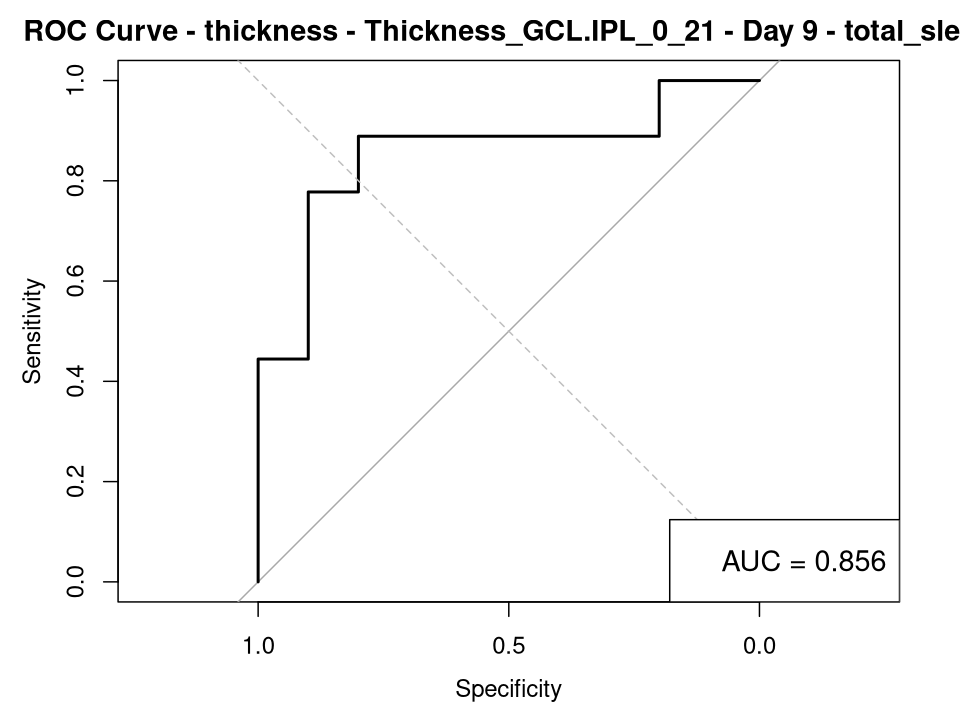 ROC Curve - thickness - Thickness_GCL.IPL_0_21 - Day 9 - total_sle
1.0
0.8
0.6
0.4
0.2
0.0
Sensitivity
AUC = 0.856
1.0 0.5 0.0
Specificity